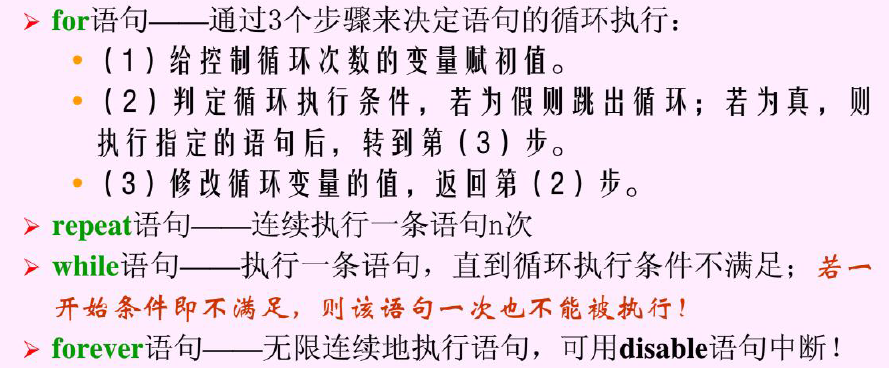 ➢ for语句——通过3个步骤来决定语句的循环执行：
•（1）给控制循环次数的变量赋初值。
•（2）判定循环执行条件，若为假则跳出循环；若为真，则
执行指定的语句后，转到第（3）步。
•（3）修改循环变量的值，返回第（2）步。
➢ repeat语句——连续执行一条语句n次
➢ while语句——执行一条语句，直到循环执行条件不满足；若一
开始条件即不满足，则该语句一次也不能被执行！
➢ forever语句——无限连续地执行语句，可用disable语句中断！